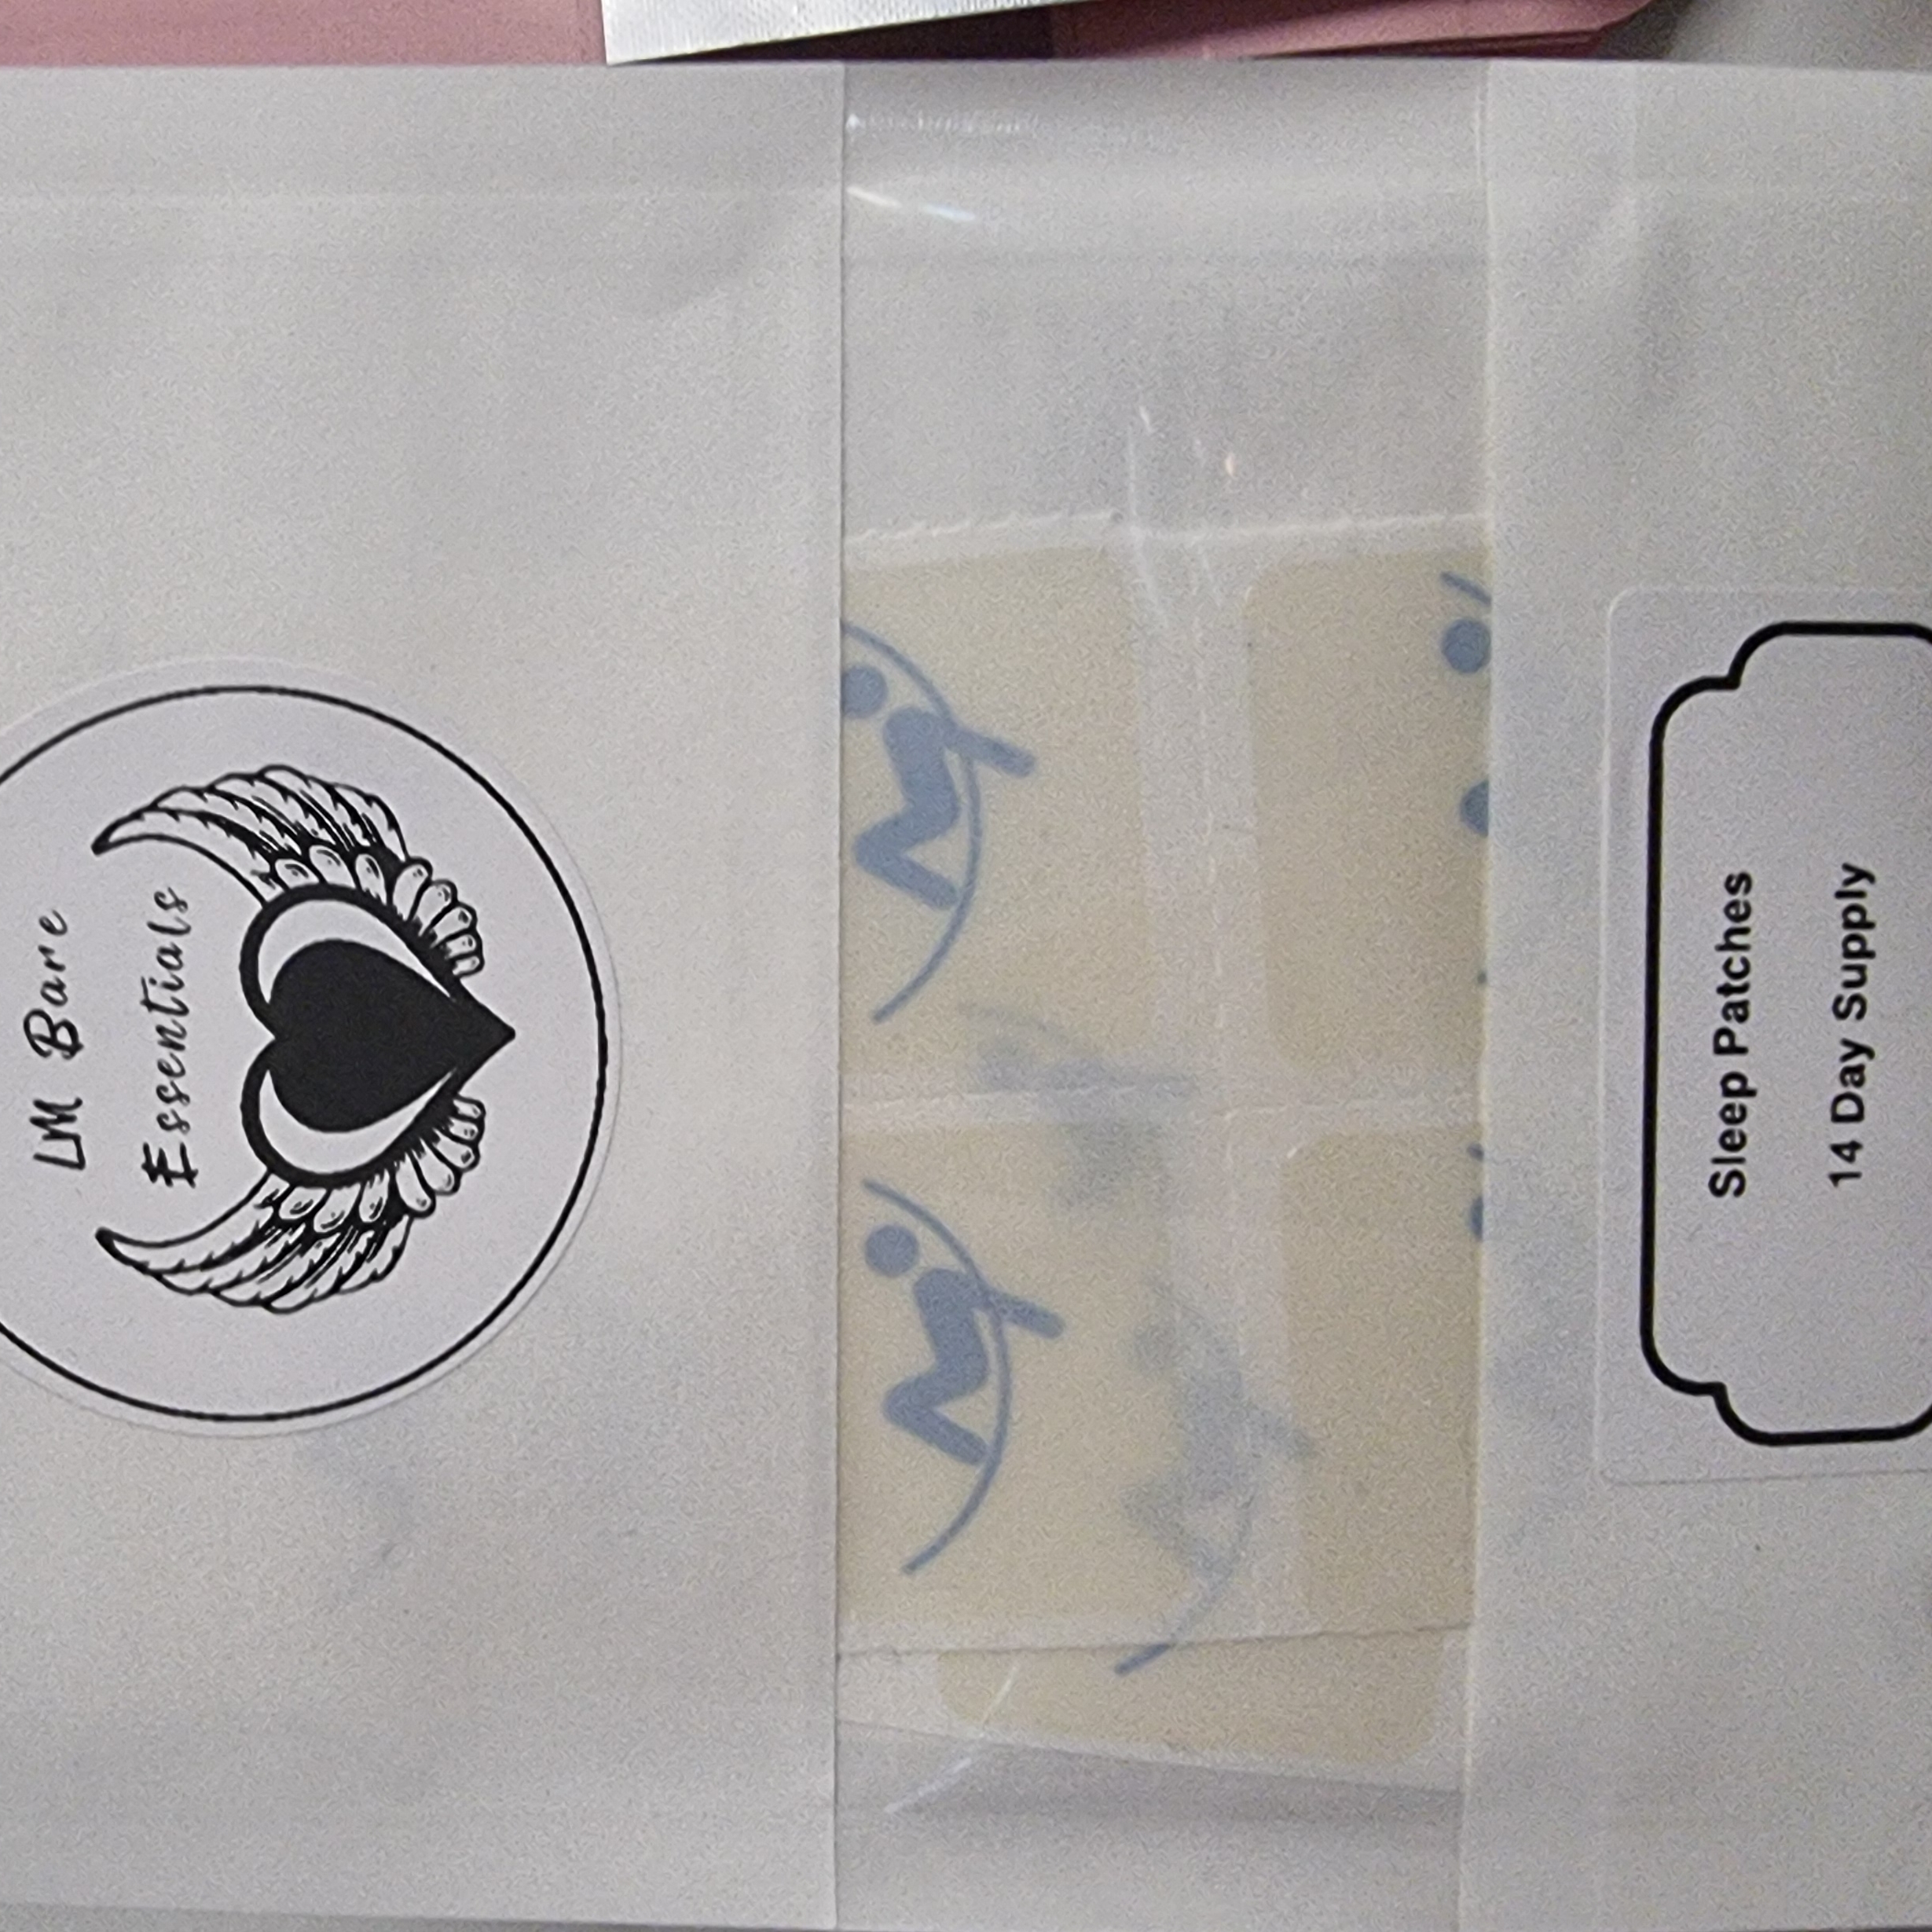 LM Bare
Essentials
Sleep Patches
14 Day Supply